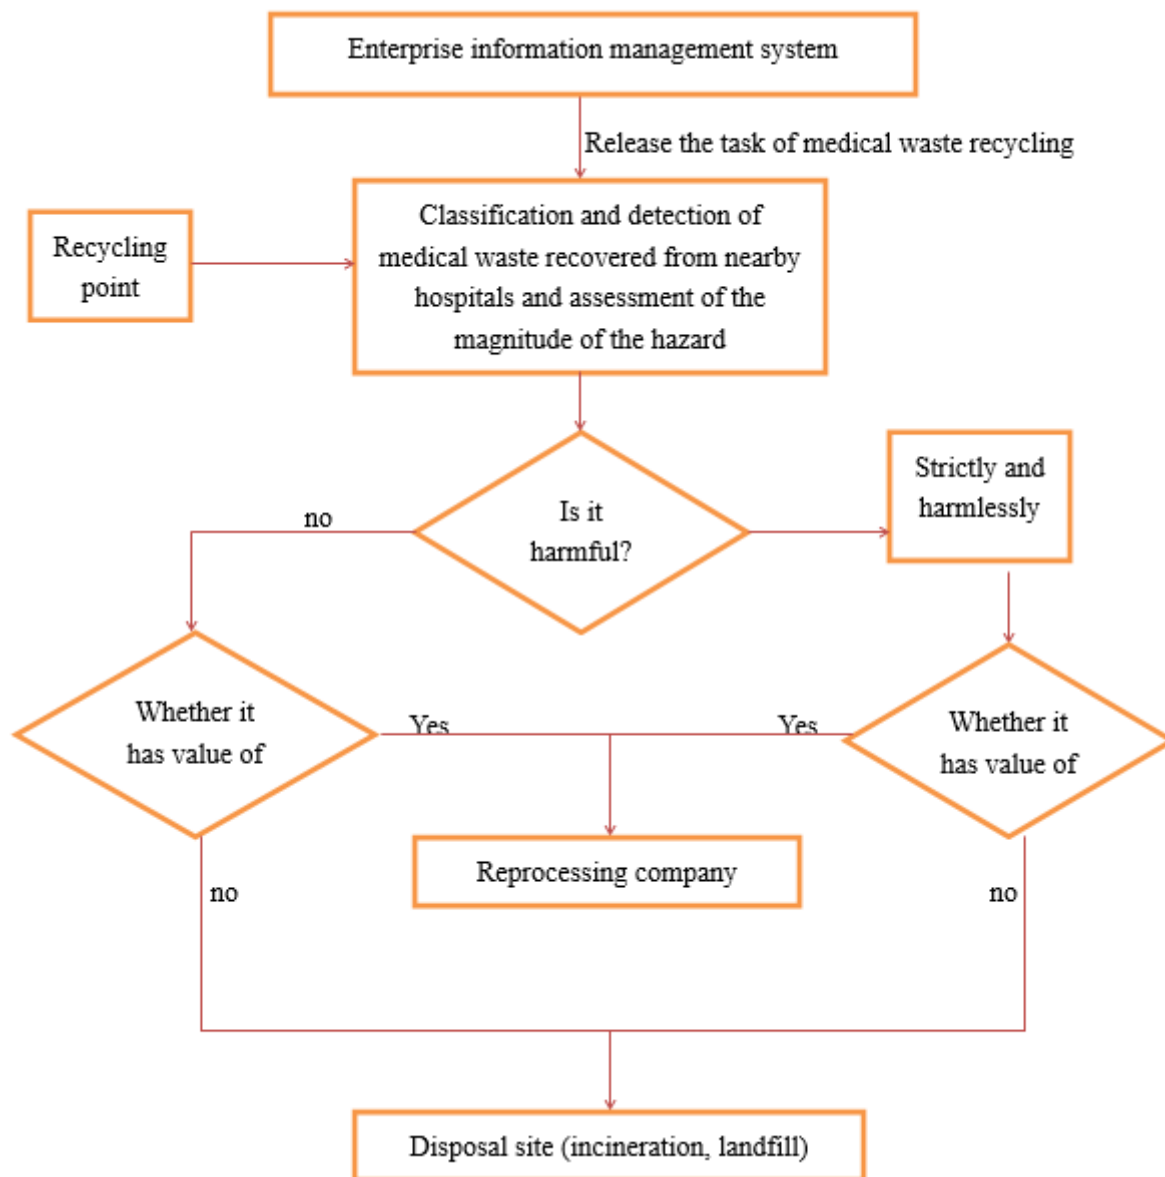 Enterprise information management system
Release the task of medical waste recycling
Recycling
point
Classification and detection of
medical waste recovered from nearby
hospitals and assessment of the
magnitude of the hazard
Is it
harmful?
Strictly and
harmlessly
no
Whether it
has value of
Yes
Yes
Whether it
has value of
Reprocessing company
no
no
Disposal site (incineration, landfill)